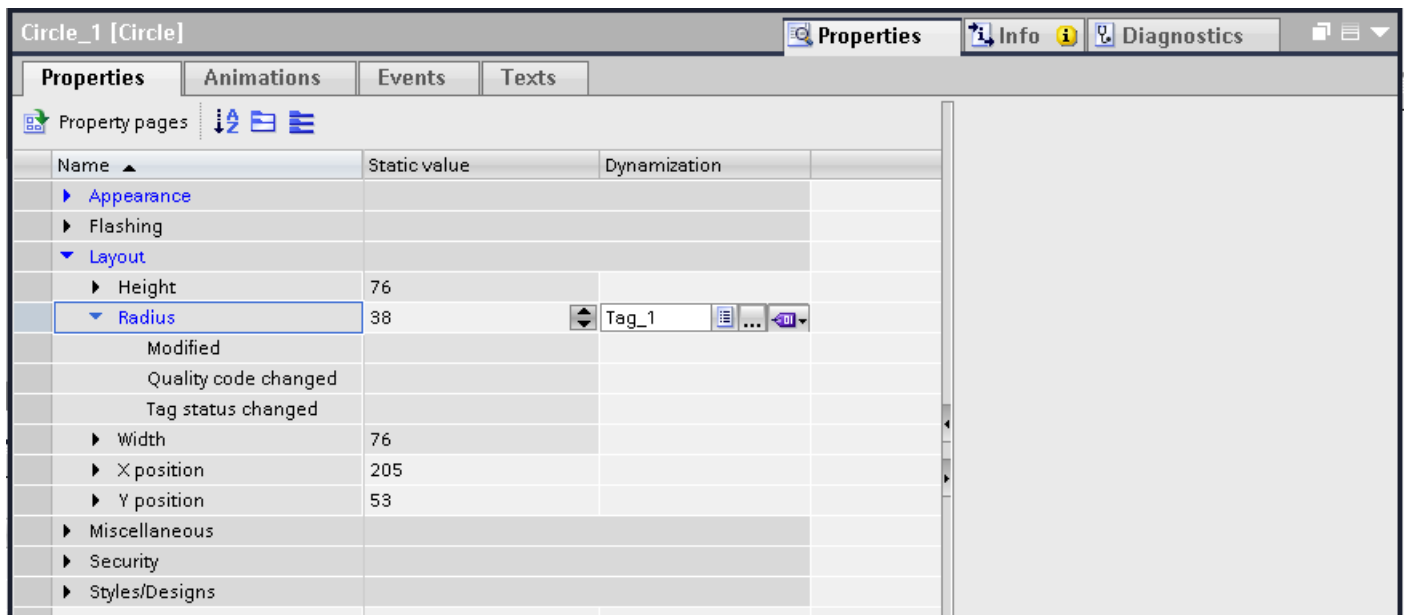 Circle_1 [Circle] Properties Info Diagnostics
Properties Animations Events Texts
Property pages
Name Static value Dynamization
Appearance
Flashing
Layout
Height 76
Radius 38 Tag_1 ...
Modified
Quality code changed
Tag status changed
Width 76
X position 205
Y position 53
Miscellaneous
Security
Styles/Designs